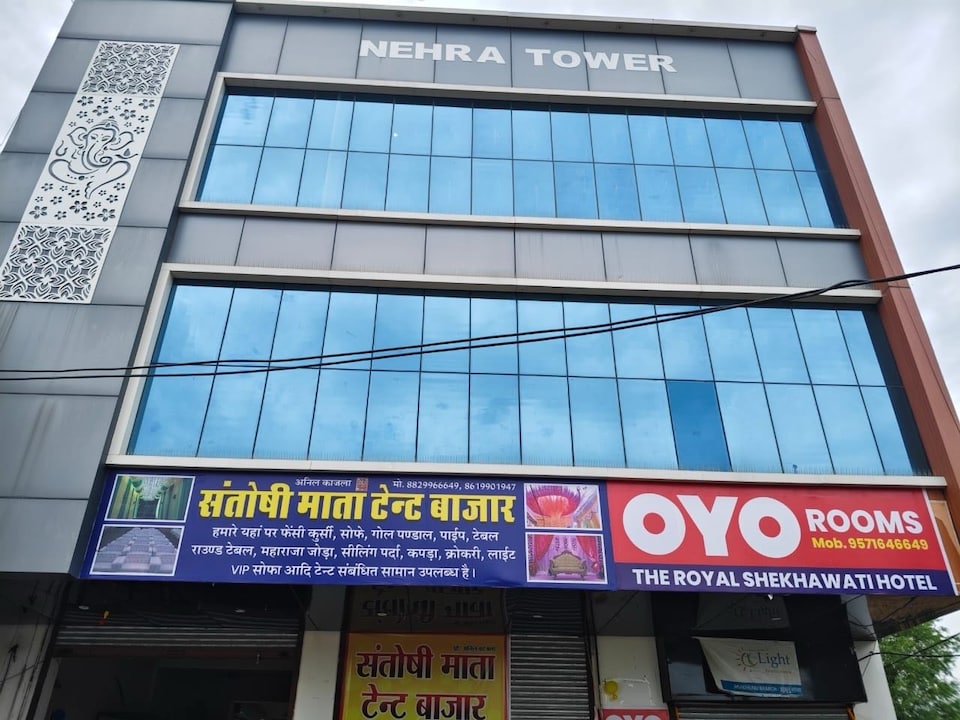 NEHRA TOWER
अनिल काजला मो. 8829966649, 8619901947
संतोषी माता टेन्ट बाजार
हमारे यहां पर फेंसी कुर्सी, सोफे, गोल पण्डाल, पाईप, टेबल
राउण्ड टेबल, महाराजा जोड़ा, सीलिंग पर्दा, कपड़ा, क्रोकरी, लाईट
VIP सोफा आदि टेन्ट संबंधित सामान उपलब्ध है।
OYO ROOMS
Mob. 9571646649
THE ROYAL SHEKHAWATI HOTEL
संतोषी माता
टेन्ट बाजार
Light
OYO